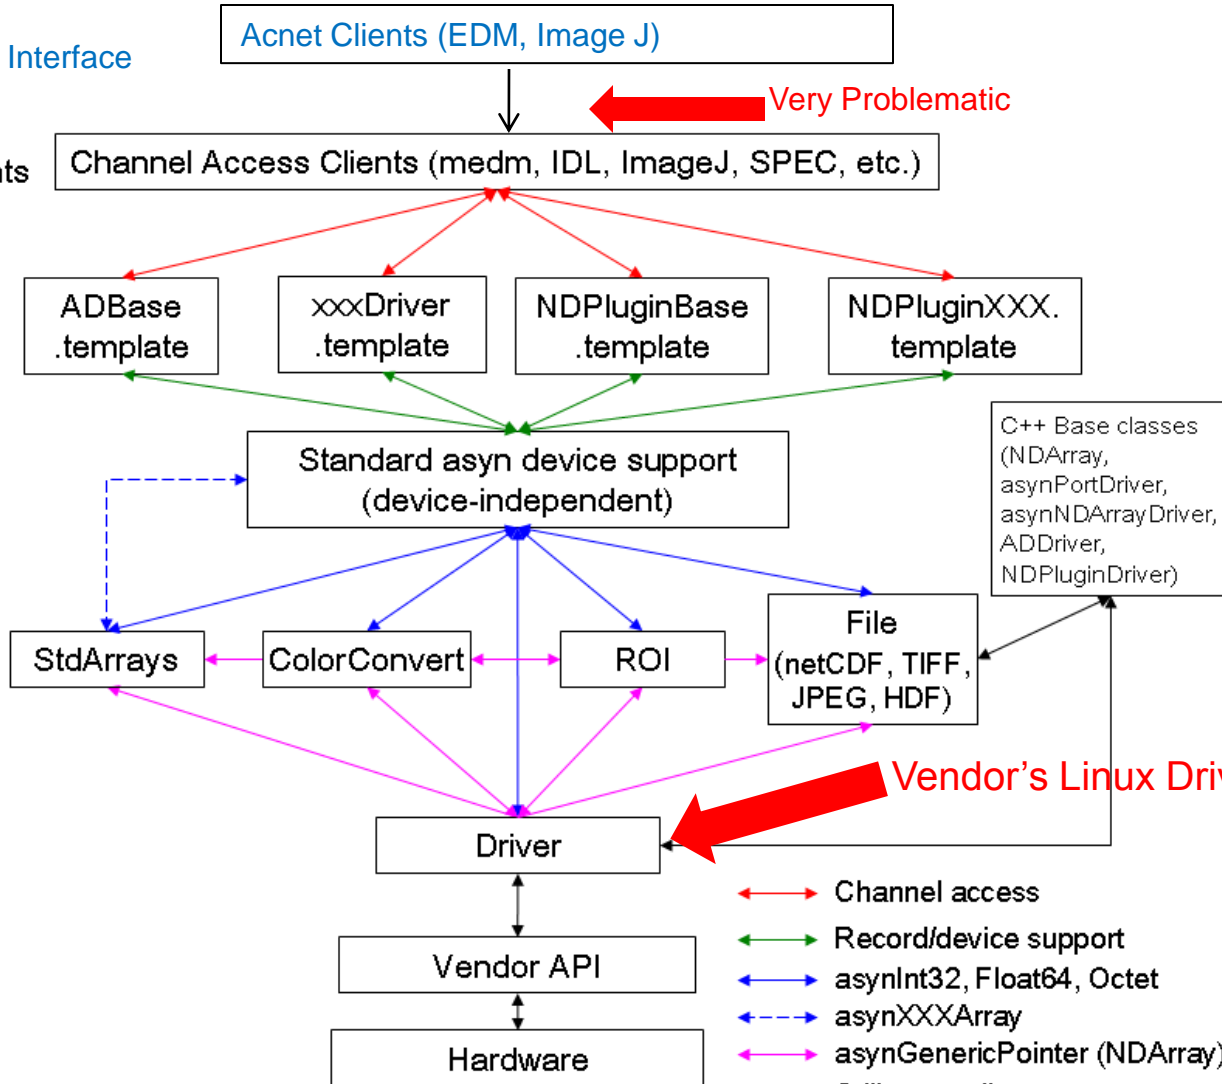 Acnet Clients (EDM, Image J)
Interface
Very Problematic
Channel Access Clients (medm, IDL, ImageJ, SPEC, etc.)
ADBase
.template
xxxDriver
.template
NDPluginBase
.template
NDPluginXXX.
template
C++ Base classes
(NDArray,
asynPortDriver,
asynNDArrayDriver,
ADDriver,
NDPluginDriver)
Standard asyn device support
(device-independent)
StdArrays
ColorConvert
ROI
File
(netCDF, TIFF,
JPEG, HDF)
Vendor's Linux
Driver
Channel access
Vendor API
Record/device support
asynInt32, Float64, Octet
asynXXXArray
Hardware
asynGenericPointer (NDArray)